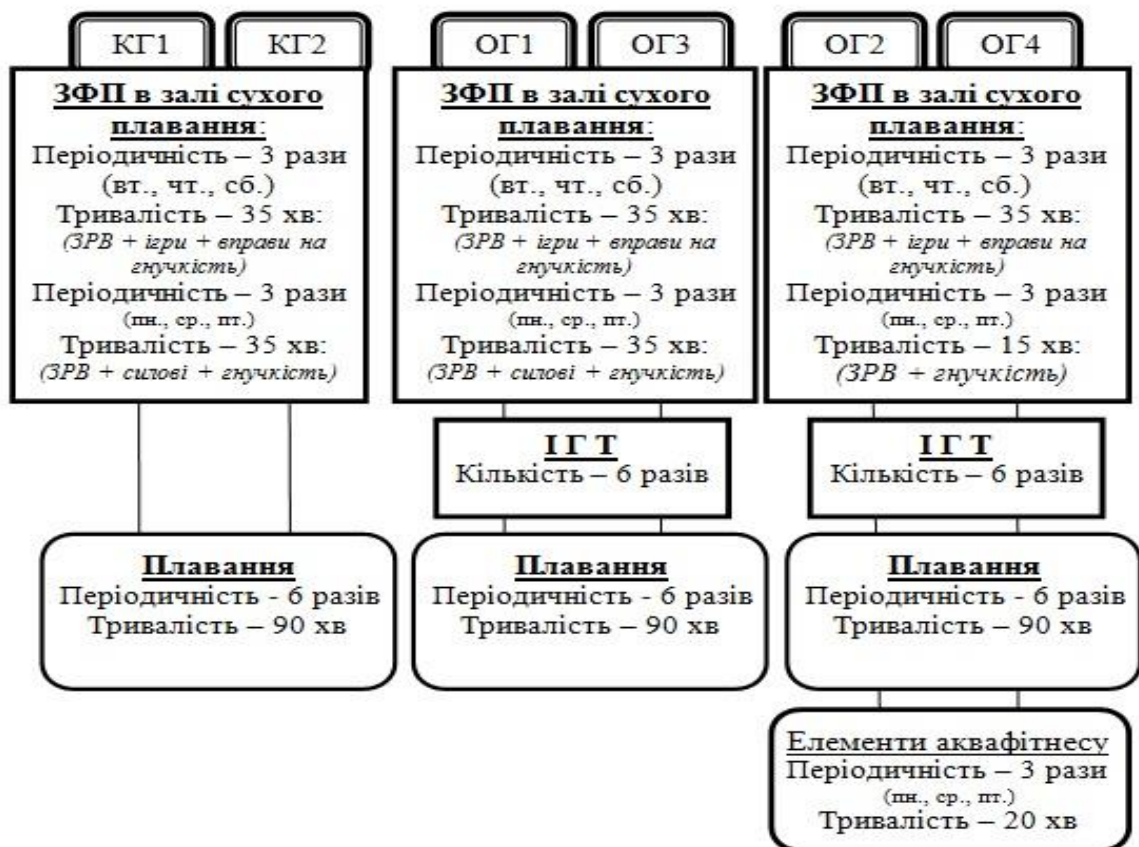 КГ1
КГ2
ЗФП в залі сухого
плавання:
Періодичність – 3 рази
(вт., чт., сб.)
Тривалість – 35 хв:
(ЗРВ + ігри + вправи на
гнучкість)
Періодичність – 3 рази
(пн., ср., пт.)
Тривалість – 35 хв:
(ЗРВ + силові + гнучкість)
Плавання
Періодичність - 6 разів
Тривалість – 90 хв
ОГ1
ОГ3
ЗФП в залі сухого
плавання:
Періодичність – 3 рази
(вт., чт., сб.)
Тривалість – 35 хв:
(ЗРВ + ігри + вправи на
гнучкість)
Періодичність – 3 рази
(пн., ср., пт.)
Тривалість – 35 хв:
(ЗРВ + силові + гнучкість)
І Г Т
Кількість – 6 разів
Плавання
Періодичність - 6 разів
Тривалість – 90 хв
ОГ2
ОГ4
ЗФП в залі сухого
плавання:
Періодичність – 3 рази
(вт., чт., сб.)
Тривалість – 35 хв:
(ЗРВ + ігри + вправи на
гнучкість)
Періодичність – 3 рази
(пн., ср., пт.)
Тривалість – 15 хв:
(ЗРВ + гнучкість)
І Г Т
Кількість – 6 разів
Плавання
Періодичність - 6 разів
Тривалість – 90 хв
Елементи аквафітнесу
Періодичність – 3 рази
(пн., ср., пт.)
Тривалість – 20 хв